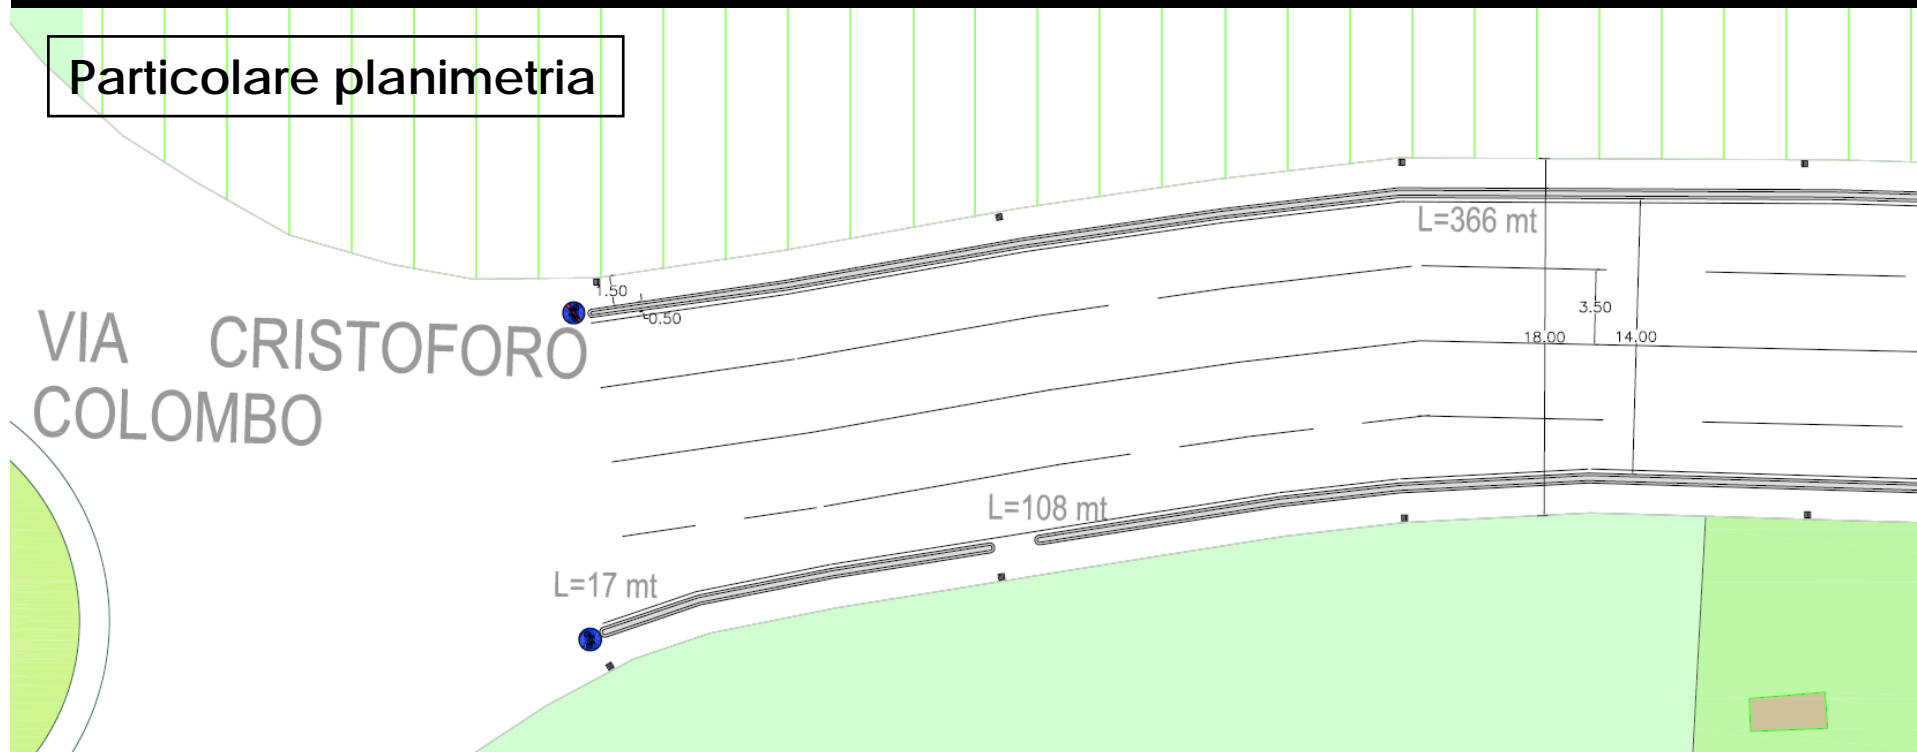 Particolare planimetria
L=366 mt
1.50
0.50
3.50
18.00
14.00
VIA CRISTOFORO
COLOMBO
L=108 mt
L=17 mt